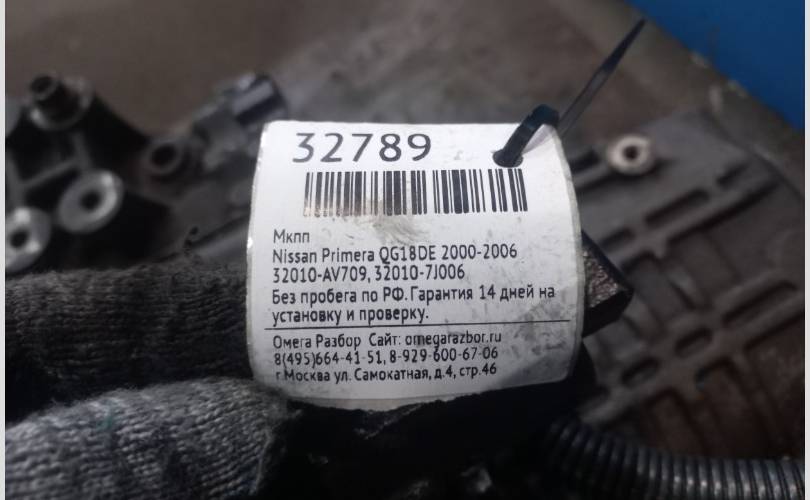 32789
Мкпп
Nissan Primera QG18DE 2000-2006
32010-AV709, 32010-7J006
Без пробега по РФ. Гарантия 14 дней на
установку и проверку.
Омега Разбор Сайт: omegarazbor.ru
8(495)664-41-51, 8-929-600-67-06
г.Москва ул. Самокатная, д.4, стр.46